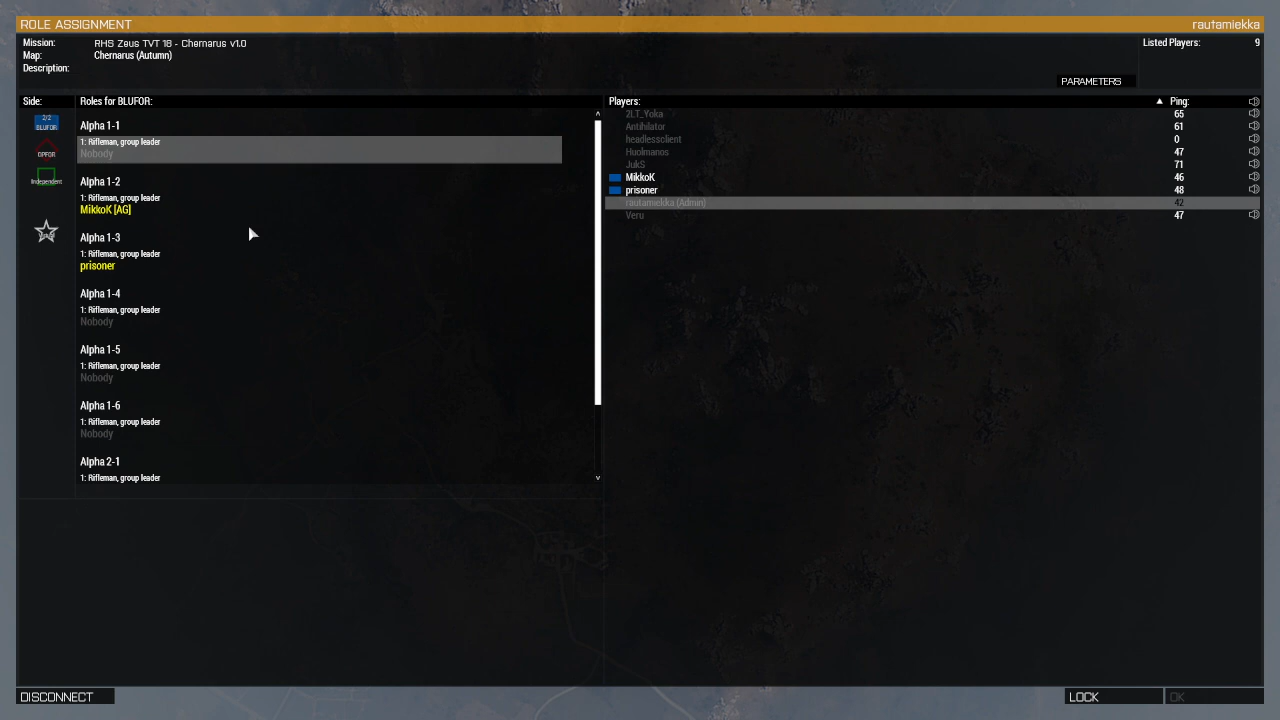 ROLE ASSIGNMENT
rautamiekka
Mission: RHS Zeus TVT 18 - Chernarus v1.0
Map: Chernarus (Autumn)
Description:
Listed Players: 9
PARAMETERS
Side:
2/2
BLUFOR
OPFOR
Independent
Roles for BLUFOR:
Alpha 1-1
1: Rifleman, group leader
Nobody
Alpha 1-2
1: Rifleman, group leader
MikkoK [AG]
Alpha 1-3
1: Rifleman, group leader
prisoner
Alpha 1-4
1: Rifleman, group leader
Nobody
Alpha 1-5
1: Rifleman, group leader
Nobody
Alpha 1-6
1: Rifleman, group leader
Nobody
Alpha 2-1
1: Rifleman, group leader
Players: Ping:
2LT_Yoka 65
Antihilator 61
headlessclient 0
Huolmanos 47
JukS 71
MikkoK 46
prisoner 48
rautamiekka (Admin) 42
Veru 47
DISCONNECT
LOCK
OK